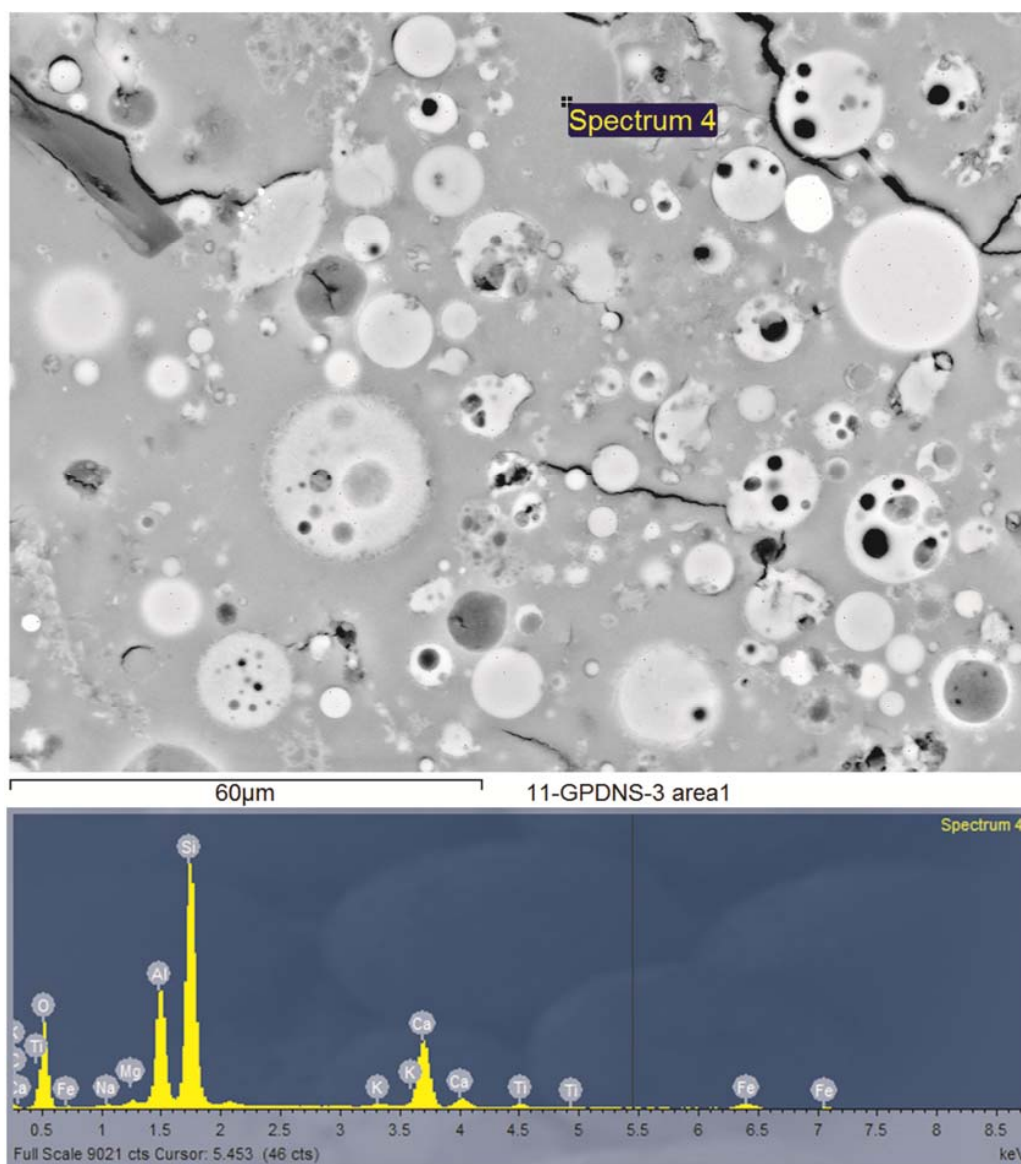 Spectrum 4
60μm 11-GPDNS-3 area1
Spectrum 4
Si
Al
O
Ca
K
Ti
C
Ca
Fe
Na
Mg
K
K
Ca
Ti
Ti
Fe
Fe
0.5 1 1.5 2 2.5 3 3.5 4 4.5 5 5.5 6 6.5 7 7.5 8 8.5
Full Scale 9021 cts Cursor: 5.453 (46 cts) keV